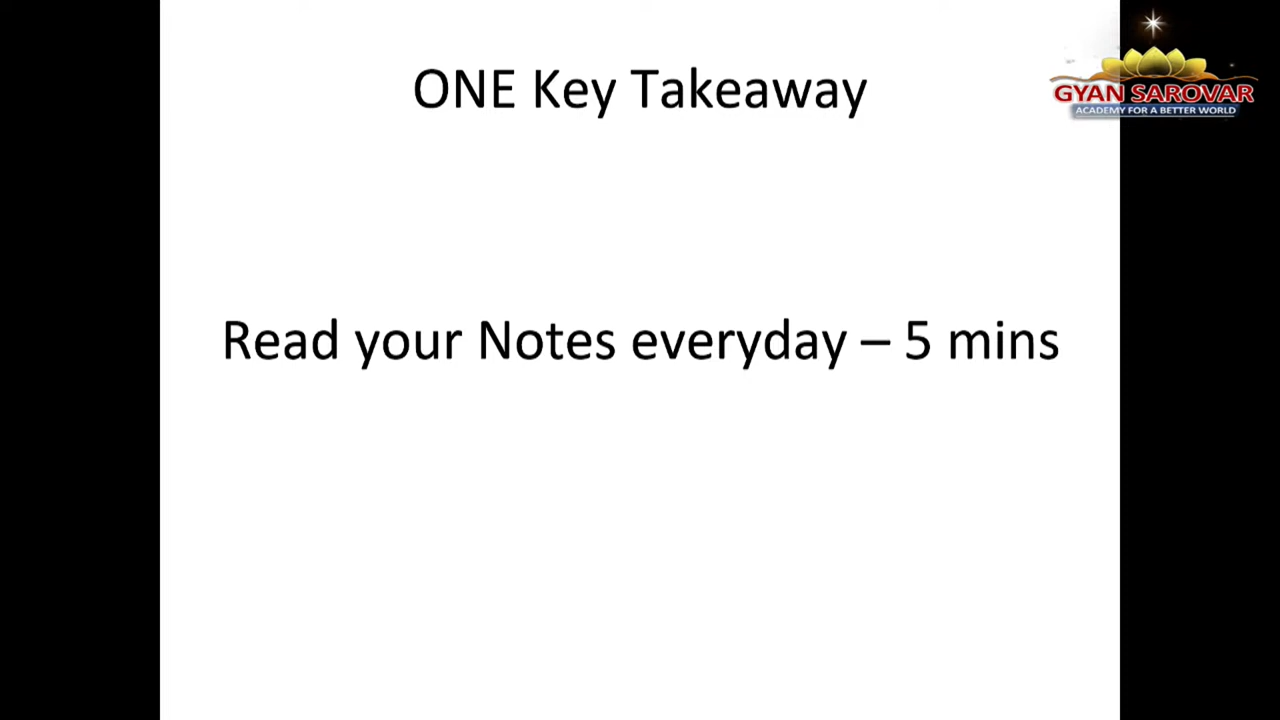 ONE Key Takeaway
GYAN SAROVAR
ACADEMY FOR A BETTER WORLD
Read your Notes everyday – 5 mins